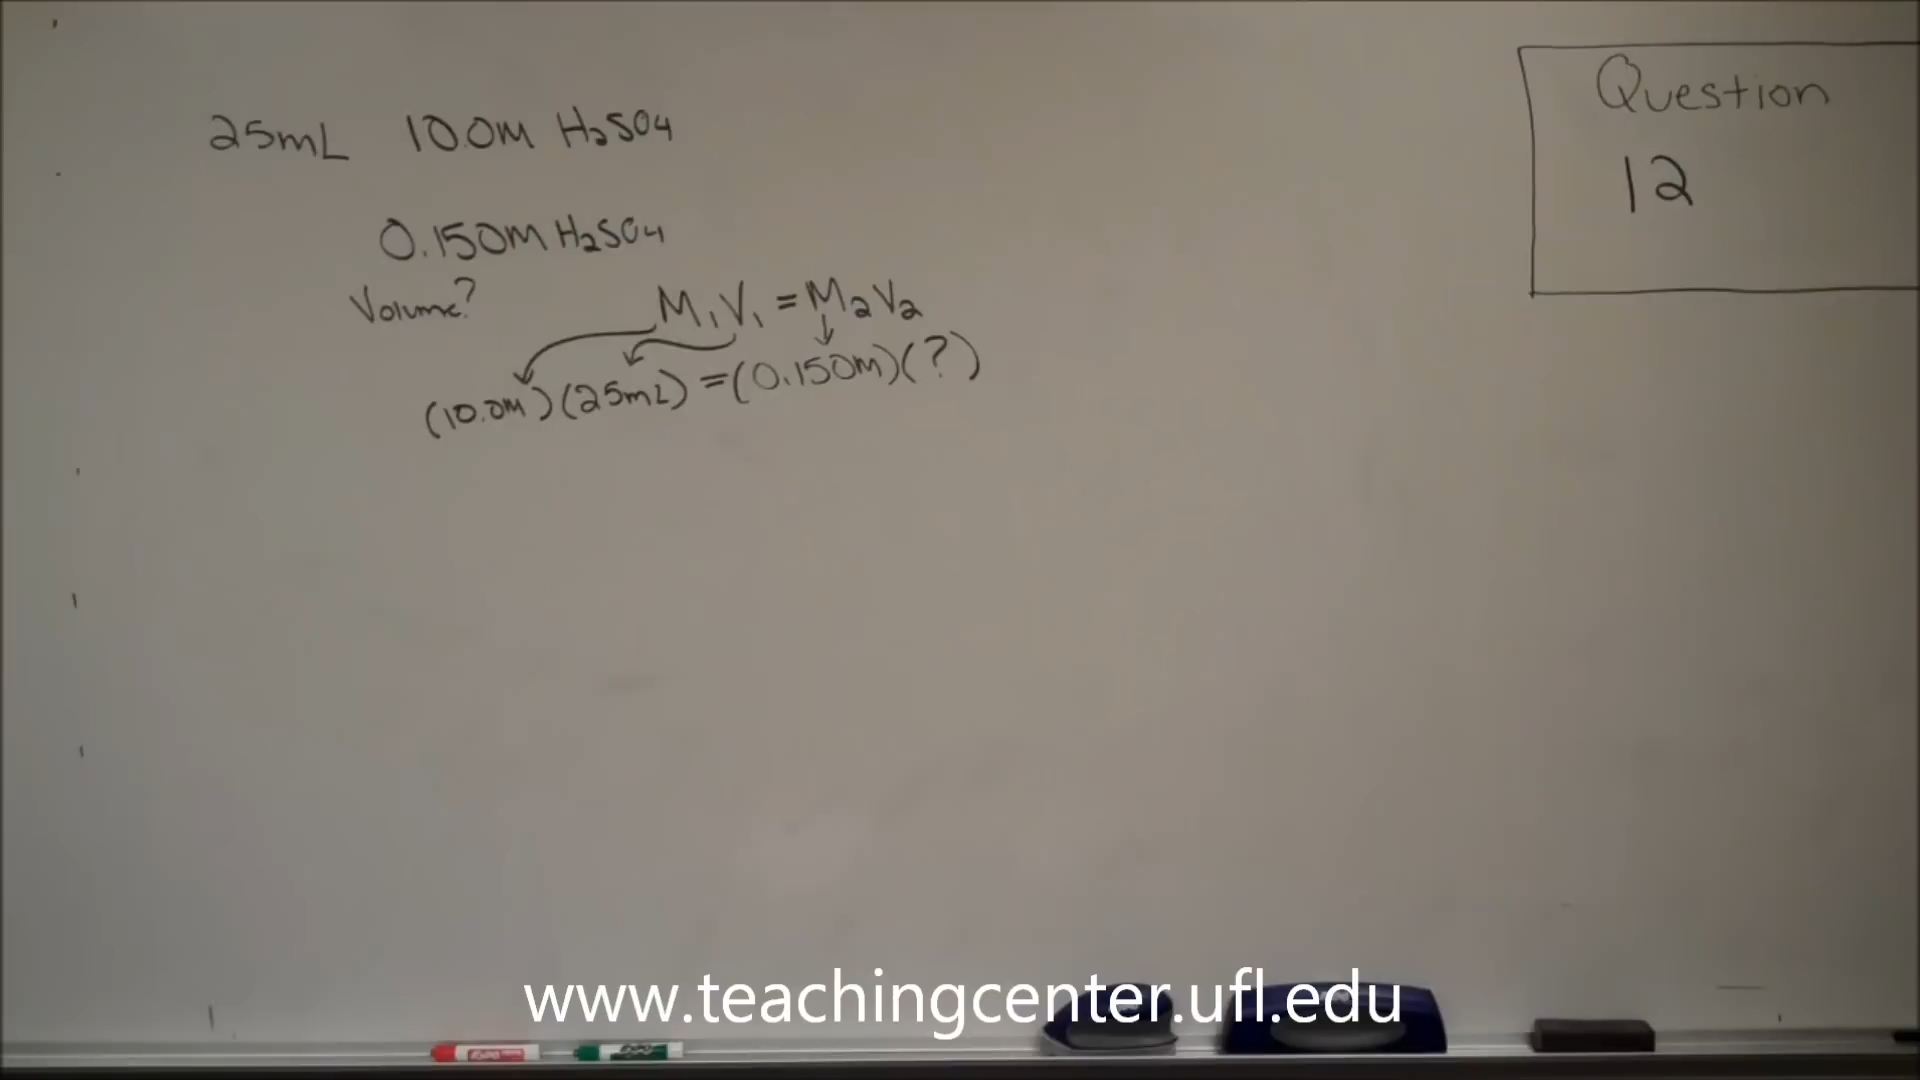 25mL 10.0M H₂SO₄
0.150M H₂SO₄
Volume?
M₁V₁ = M₂V₂
(10.0M)(25mL) = (0.150M)(?)
Question
12
www.teachingcenter.ufl.edu